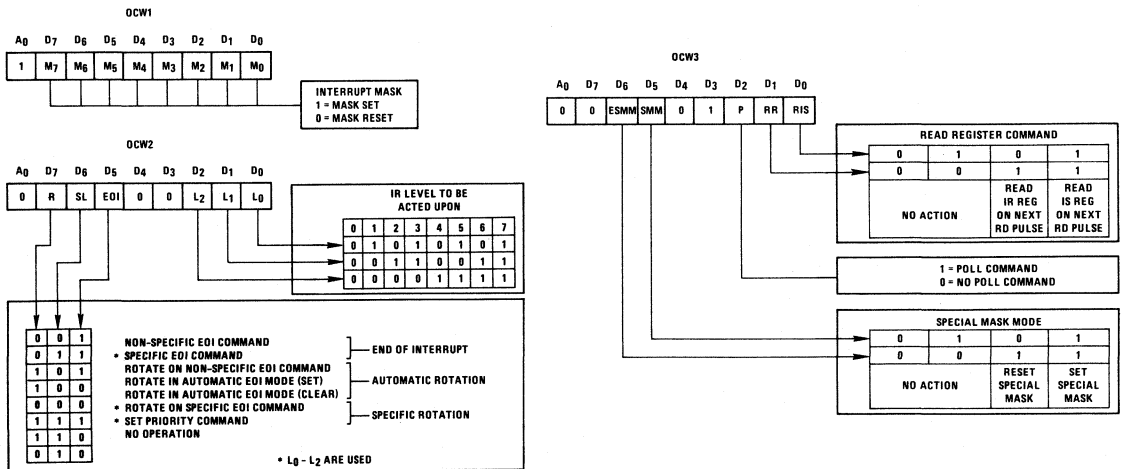 OCW1
A0 D7 D6 D5 D4 D3 D2 D1 D0
1 M7 M6 M5 M4 M3 M2 M1 M0
INTERRUPT MASK
1 = MASK SET
0 = MASK RESET
OCW2
A0 D7 D6 D5 D4 D3 D2 D1 D0
0 R SL EOI 0 0 L2 L1 L0
IR LEVEL TO BE
ACTED UPON
0 1 2 3 4 5 6 7
0 1 0 1 0 1 0 1
0 0 1 1 0 0 1 1
0 0 0 0 1 1 1 1
0 0 1
0 1 1
1 0 1
1 0 0
0 0 0
1 1 1
1 1 0
0 1 0
NON-SPECIFIC EOI COMMAND
* SPECIFIC EOI COMMAND
END OF INTERRUPT
ROTATE ON NON-SPECIFIC EOI COMMAND
ROTATE IN AUTOMATIC EOI MODE (SET)
ROTATE IN AUTOMATIC EOI MODE (CLEAR)
AUTOMATIC ROTATION
* ROTATE ON SPECIFIC EOI COMMAND
* SET PRIORITY COMMAND
SPECIFIC ROTATION
NO OPERATION
* L0 - L2 ARE USED
OCW3
A0 D7 D6 D5 D4 D3 D2 D1 D0
0 0 ESMM SMM 0 1 P RR RIS
READ REGISTER COMMAND
0 1 0 1
0 0 1 1
NO ACTION
READ
IR REG
ON NEXT
RD PULSE
READ
IS REG
ON NEXT
RD PULSE
1 = POLL COMMAND
0 = NO POLL COMMAND
SPECIAL MASK MODE
0 1 0 1
0 0 1 1
NO ACTION
RESET
SPECIAL
MASK
SET
SPECIAL
MASK